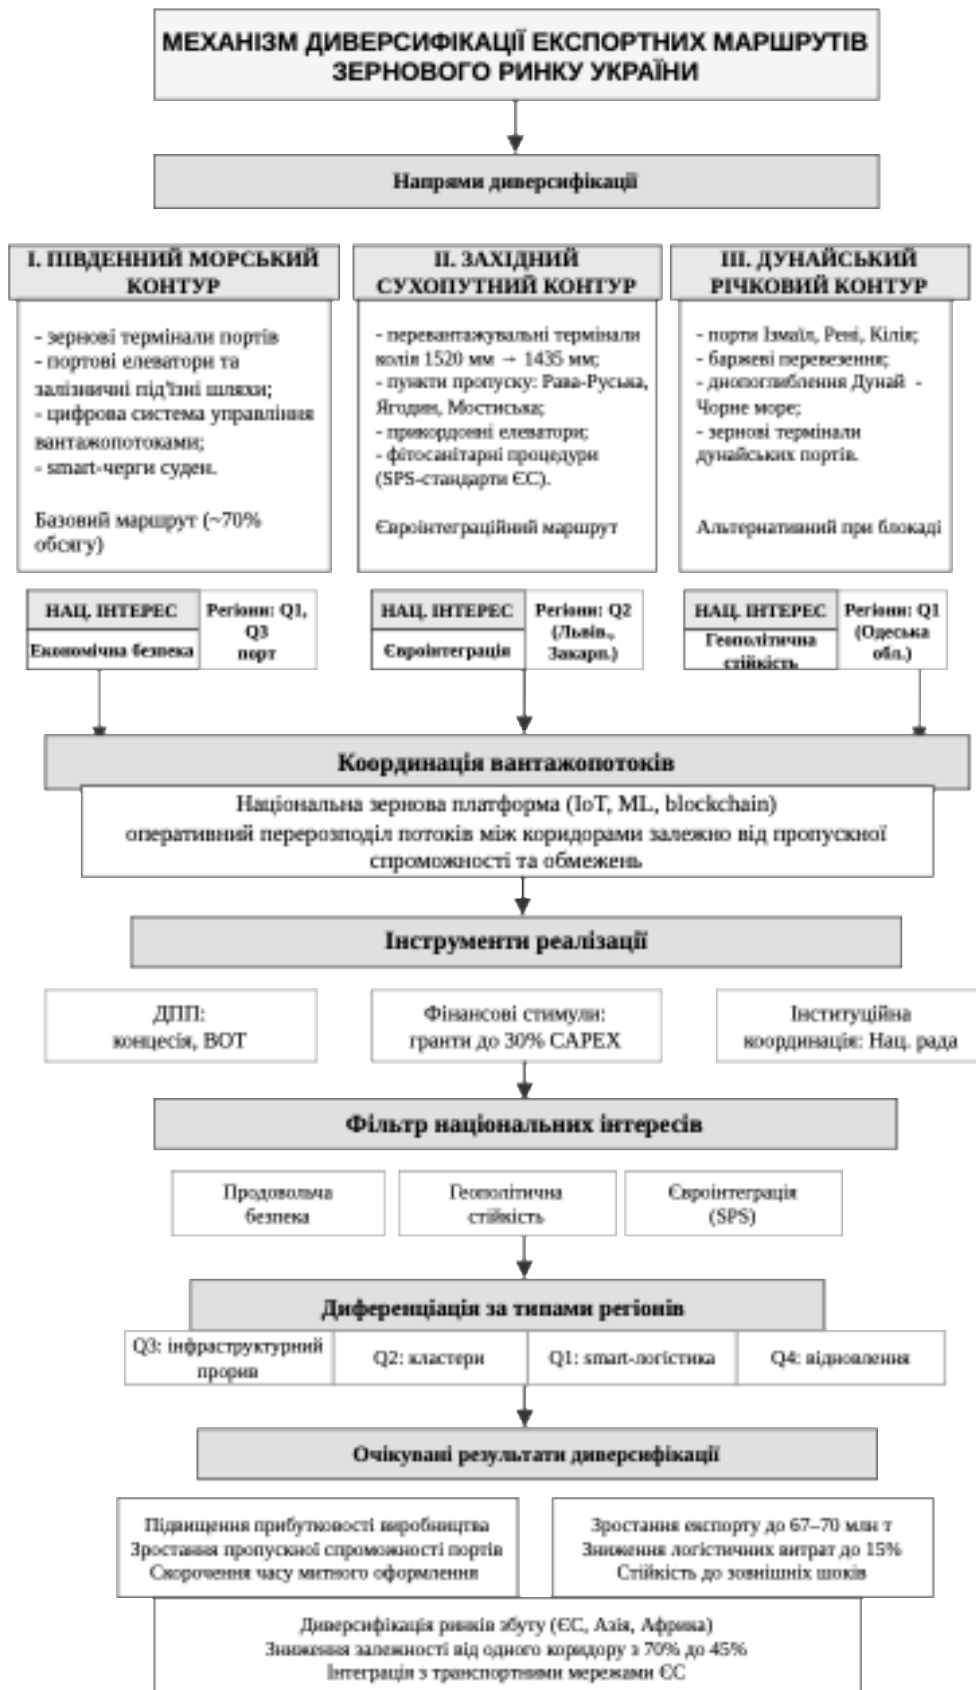 МЕХАНІЗМ ДИВЕРСИФІКАЦІЇ ЕКСПОРТНИХ МАРШРУТІВ
ЗЕРНОВОГО РИНКУ УКРАЇНИ
Напрями диверсифікації
І. ПІВДЕННИЙ МОРСЬКИЙ
КОНТУР
- зернові термінали портів
- портові елеватори та
залізничні під'їзні шляхи;
- цифрова система управління
вантажопотоками;
- smart-черги суден.
Базовий маршрут (~70%
обсягу)
ІІ. ЗАХІДНИЙ
СУХОПУТНИЙ КОНТУР
- перевантажувальні термінали
колія 1520 мм → 1435 мм;
- пункти пропуску: Рава-Руська,
Ягодин, Мостиська;
- прикордонні елеватори;
- фітосанітарні процедури
(SPS-стандарти ЄС).
Євроінтеграційний маршрут
ІІІ. ДУНАЙСЬКИЙ
РІЧКОВИЙ КОНТУР
- порти Ізмаїл, Рені, Кілія;
- баржеві перевезення;
- днопоглиблення Дунай -
Чорне море;
- зернові термінали
дунайських портів.
Альтернативний при блокаді
НАЦ. ІНТЕРЕС
Економічна безпека
Регіони: Q1,
Q3
порт
НАЦ. ІНТЕРЕС
Євроінтеграція
Регіони: Q2
(Львів.,
Закарп.)
НАЦ. ІНТЕРЕС
Геополітична
стійкість
Регіони: Q1
(Одеська
обл.)
Координація вантажопотоків
Національна зернова платформа (IoT, ML, blockchain)
оперативний перерозподіл потоків між коридорами залежно від пропускної
спроможності та обмежень
Інструменти реалізації
ДПП:
концесія, BOT
Фінансові стимули:
гранти до 30% CAPEX
Інституційна
координація: Нац. рада
Фільтр національних інтересів
Продовольча
безпека
Геополітична
стійкість
Євроінтеграція
(SPS)
Диференціація за типами регіонів
Q3: інфраструктурний
прорив
Q2: кластери
Q1: smart-логістика
Q4: відновлення
Очікувані результати диверсифікації
Підвищення прибутковості виробництва
Зростання пропускної спроможності портів
Скорочення часу митного оформлення
Зростання експорту до 67–70 млн т
Зниження логістичних витрат до 15%
Стійкість до зовнішніх шоків
Диверсифікація ринків збуту (ЄС, Азія, Африка)
Зниження залежності від одного коридору з 70% до 45%
Інтеграція з транспортними мережами ЄС